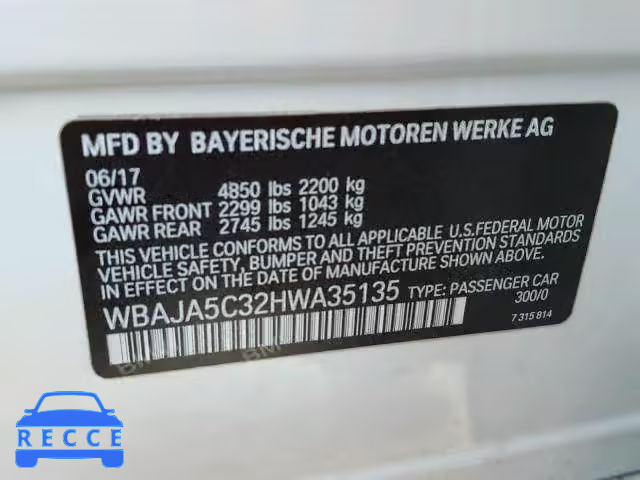 MFD BY BAYERISCHE MOTOREN WERKE AG
06/17
GVWR 4850 lbs 2200 kg
GAWR FRONT 2299 lbs 1043 kg
GAWR REAR 2745 lbs 1245 kg
THIS VEHICLE CONFORMS TO ALL APPLICABLE U.S.FEDERAL MOTOR
VEHICLE SAFETY, BUMPER AND THEFT PREVENTION STANDARDS
IN EFFECT ON THE DATE OF MANUFACTURE SHOWN ABOVE.
WBAJA5C32HWA35135 TYPE: PASSENGER CAR
300/0
7 315 814
RECCE